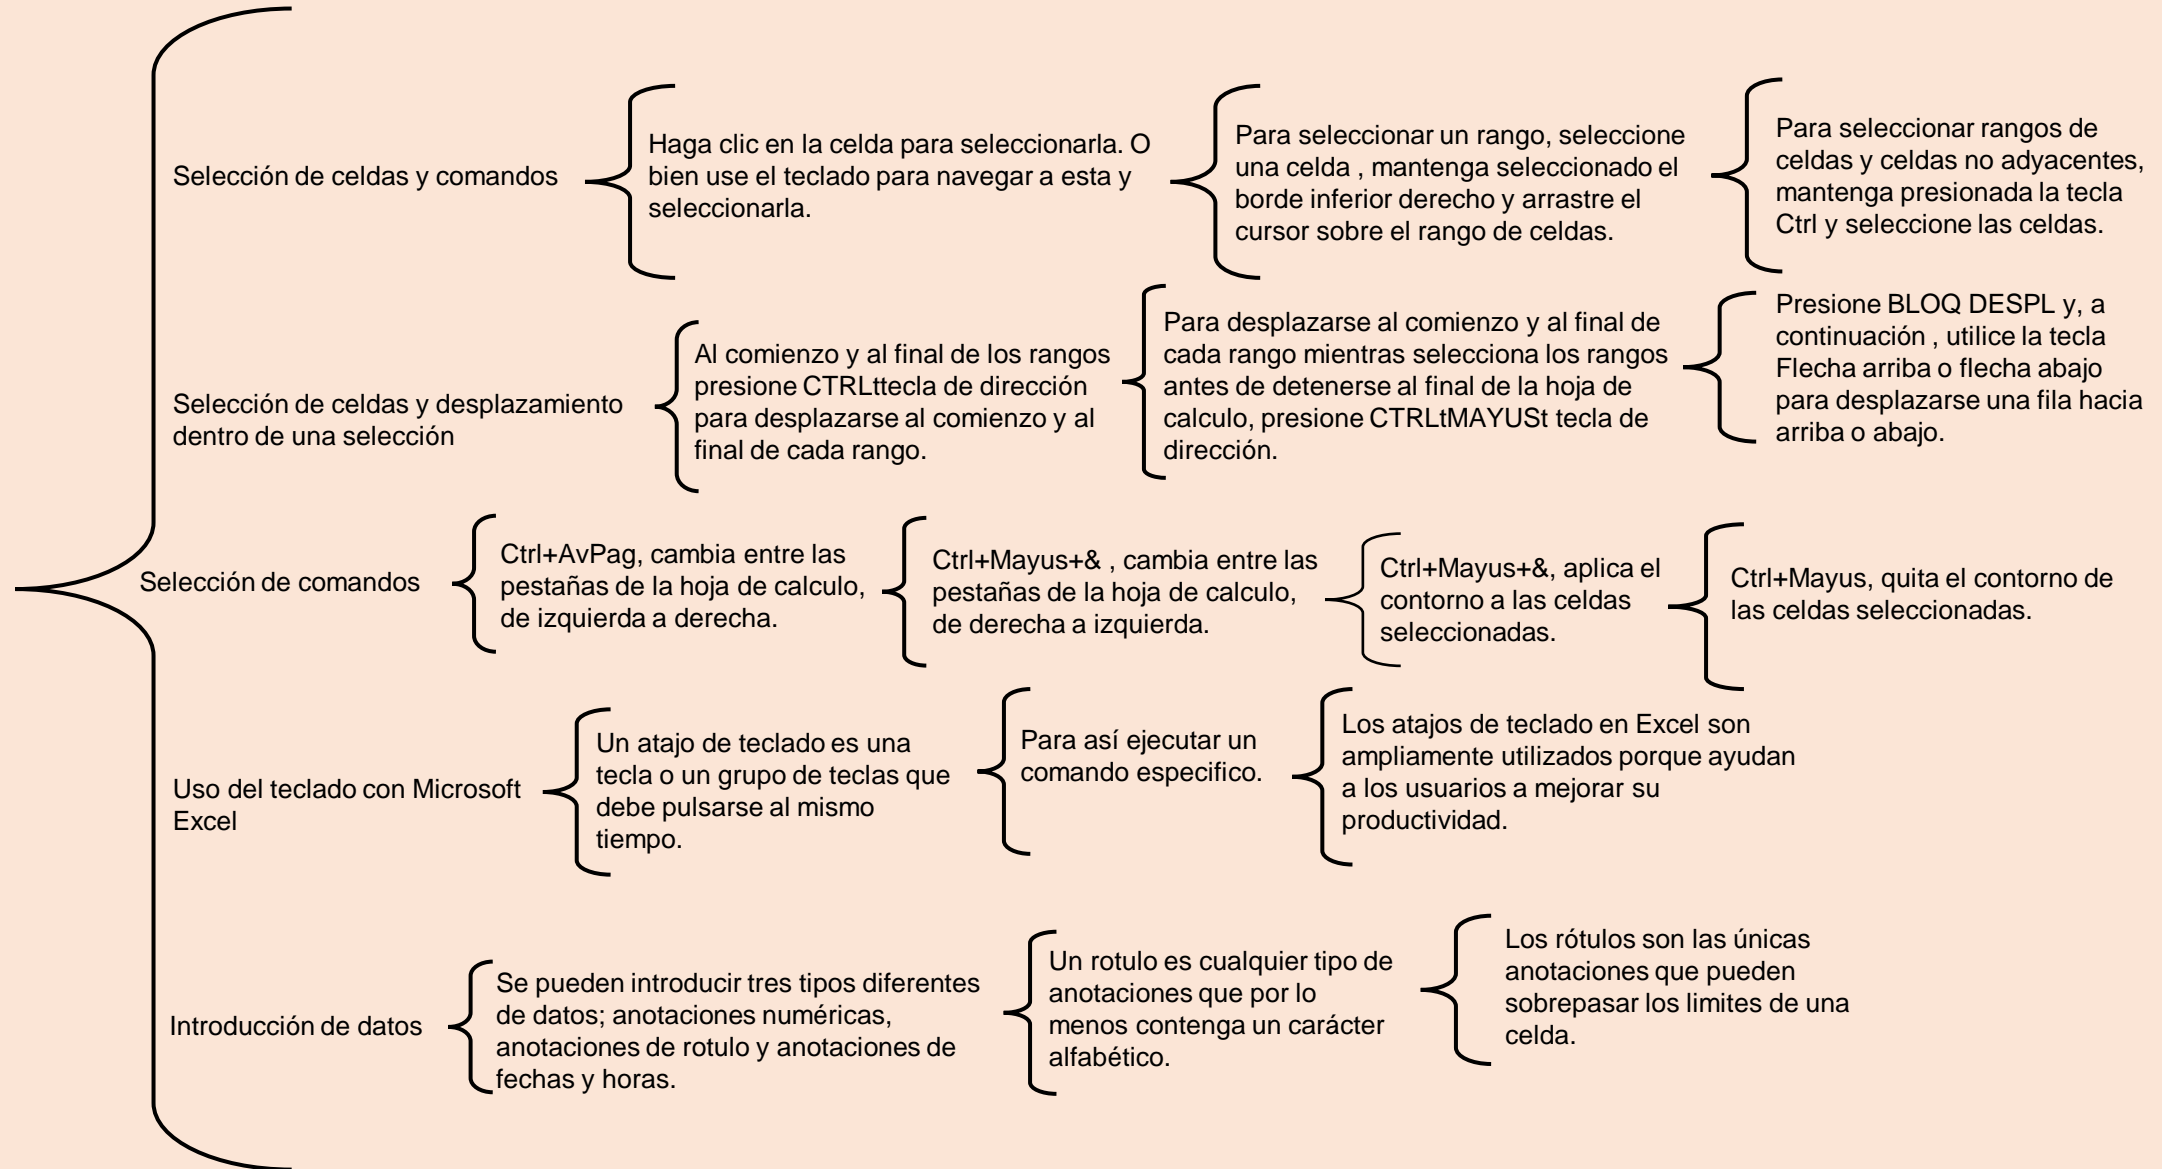 Selección de celdas y comandos
Haga clic en la celda para seleccionarla. O
bien use el teclado para navegar a esta y
seleccionarla.
Para seleccionar un rango, seleccione
una celda , mantenga seleccionado el
borde inferior derecho y arrastre el
cursor sobre el rango de celdas.
Para seleccionar rangos de
celdas y celdas no adyacentes,
mantenga presionada la tecla
Ctrl y seleccione las celdas.
Selección de celdas y desplazamiento
dentro de una selección
Al comienzo y al final de los rangos
presione CTRLttecla de dirección
para desplazarse al comienzo y al
final de cada rango.
Para desplazarse al comienzo y al final de
cada rango mientras selecciona los rangos
antes de detenerse al final de la hoja de
calculo, presione CTRLtMAYUSt tecla de
dirección.
Presione BLOQ DESPL y, a
continuación , utilice la tecla
Flecha arriba o flecha abajo
para desplazarse una fila hacia
arriba o abajo.
Selección de comandos
Ctrl+AvPag, cambia entre las
pestañas de la hoja de calculo,
de izquierda a derecha.
Ctrl+Mayus+& , cambia entre las
pestañas de la hoja de calculo,
de derecha a izquierda.
Ctrl+Mayus+&, aplica el
contorno a las celdas
seleccionadas.
Ctrl+Mayus, quita el contorno de
las celdas seleccionadas.
Uso del teclado con Microsoft
Excel
Un atajo de teclado es una
tecla o un grupo de teclas que
debe pulsarse al mismo
tiempo.
Para así ejecutar un
comando especifico.
Los atajos de teclado en Excel son
ampliamente utilizados porque ayudan
a los usuarios a mejorar su
productividad.
Introducción de datos
Se pueden introducir tres tipos diferentes
de datos; anotaciones numéricas,
anotaciones de rotulo y anotaciones de
fechas y horas.
Un rotulo es cualquier tipo de
anotaciones que por lo
menos contenga un carácter
alfabético.
Los rótulos son las únicas
anotaciones que pueden
sobrepasar los limites de una
celda.